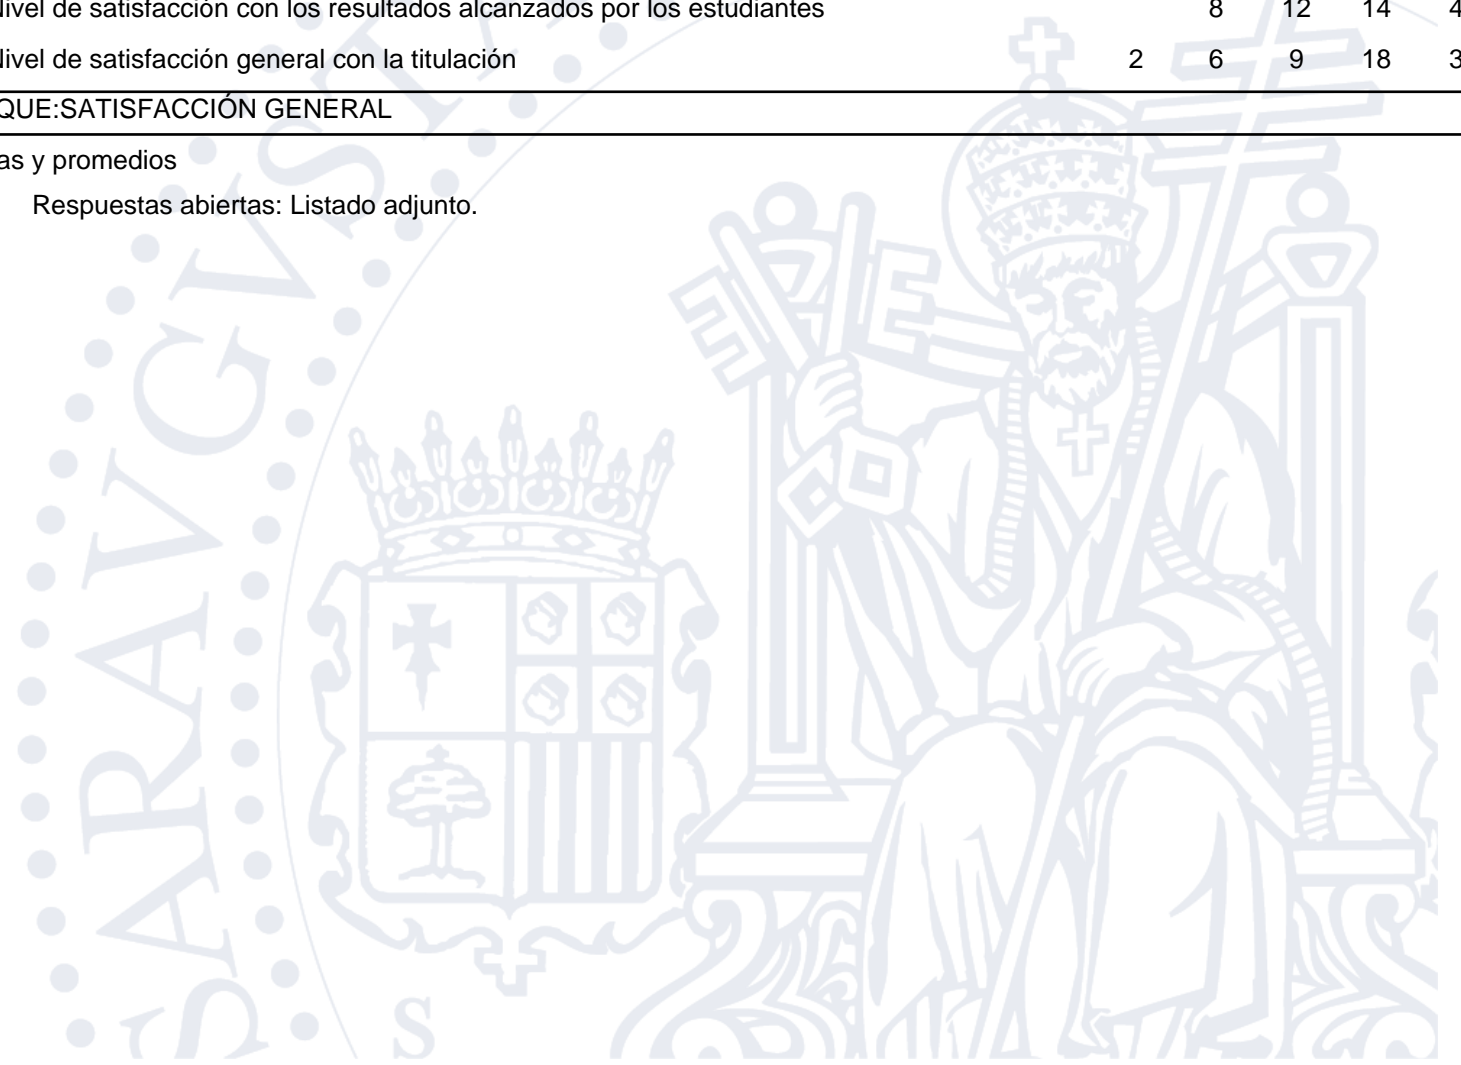 Nivel de satisfacción con los resultados alcanzados por los estudiantes 8 12 14 4
Nivel de satisfacción general con la titulación 2 6 9 18 3
QUE:SATISFACCIÓN GENERAL
as y promedios
Respuestas abiertas: Listado adjunto.
SARAVGVSTA
S